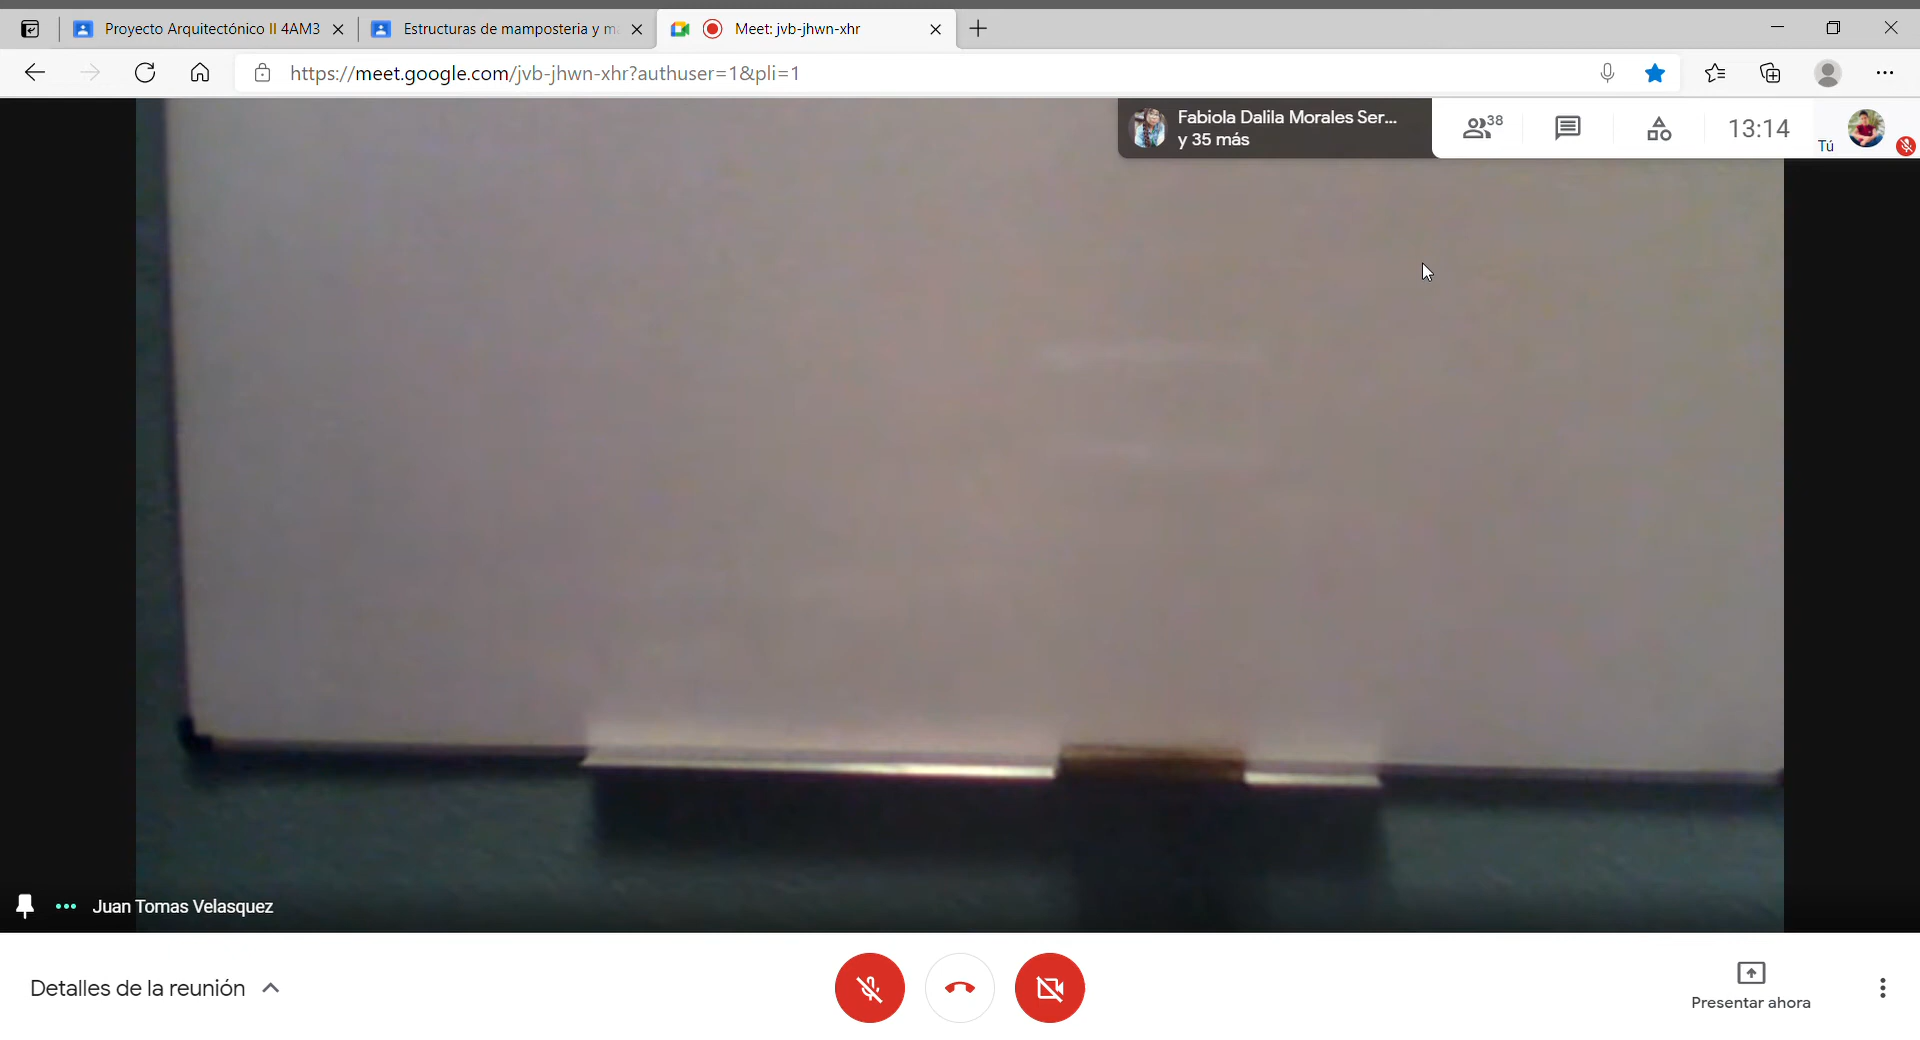 Proyecto Arquitectónico II 4AM3
Estructuras de mamposteria y m
Meet: jvb-jhwn-xhr
https://meet.google.com/jvb-jhwn-xhr?authuser=1&pli=1
Fabiola Dalila Morales Ser...
y 35 más
38
13:14
Tú
Juan Tomas Velasquez
Detalles de la reunión
Presentar ahora